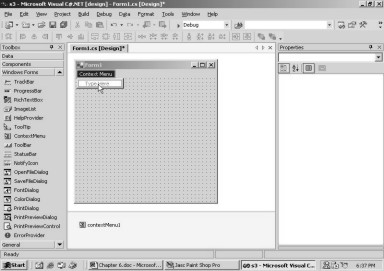 s3 - Microsoft Visual C#.NET [design] - Form1.cs [Design]*
File Edit View Project Build Debug Data Format Tools Window Help
Debug
Toolbox
Form1.cs [Design]*
Properties
Data
Components
Windows Forms
TrackBar
ProgressBar
RichTextBox
ImageList
HelpProvider
ToolTip
ContextMenu
ToolBar
StatusBar
NotifyIcon
OpenFileDialog
SaveFileDialog
FontDialog
ColorDialog
PrintDialog
PrintPreviewDialog
PrintPreviewControl
ErrorProvider
General
Form1
Context Menu
Type Here
contextMenu1
Ready
Start
Chapter 6.doc - Microsof...
Jasc Paint Shop Pro
s3 - Microsoft Visual C...
6:37 PM